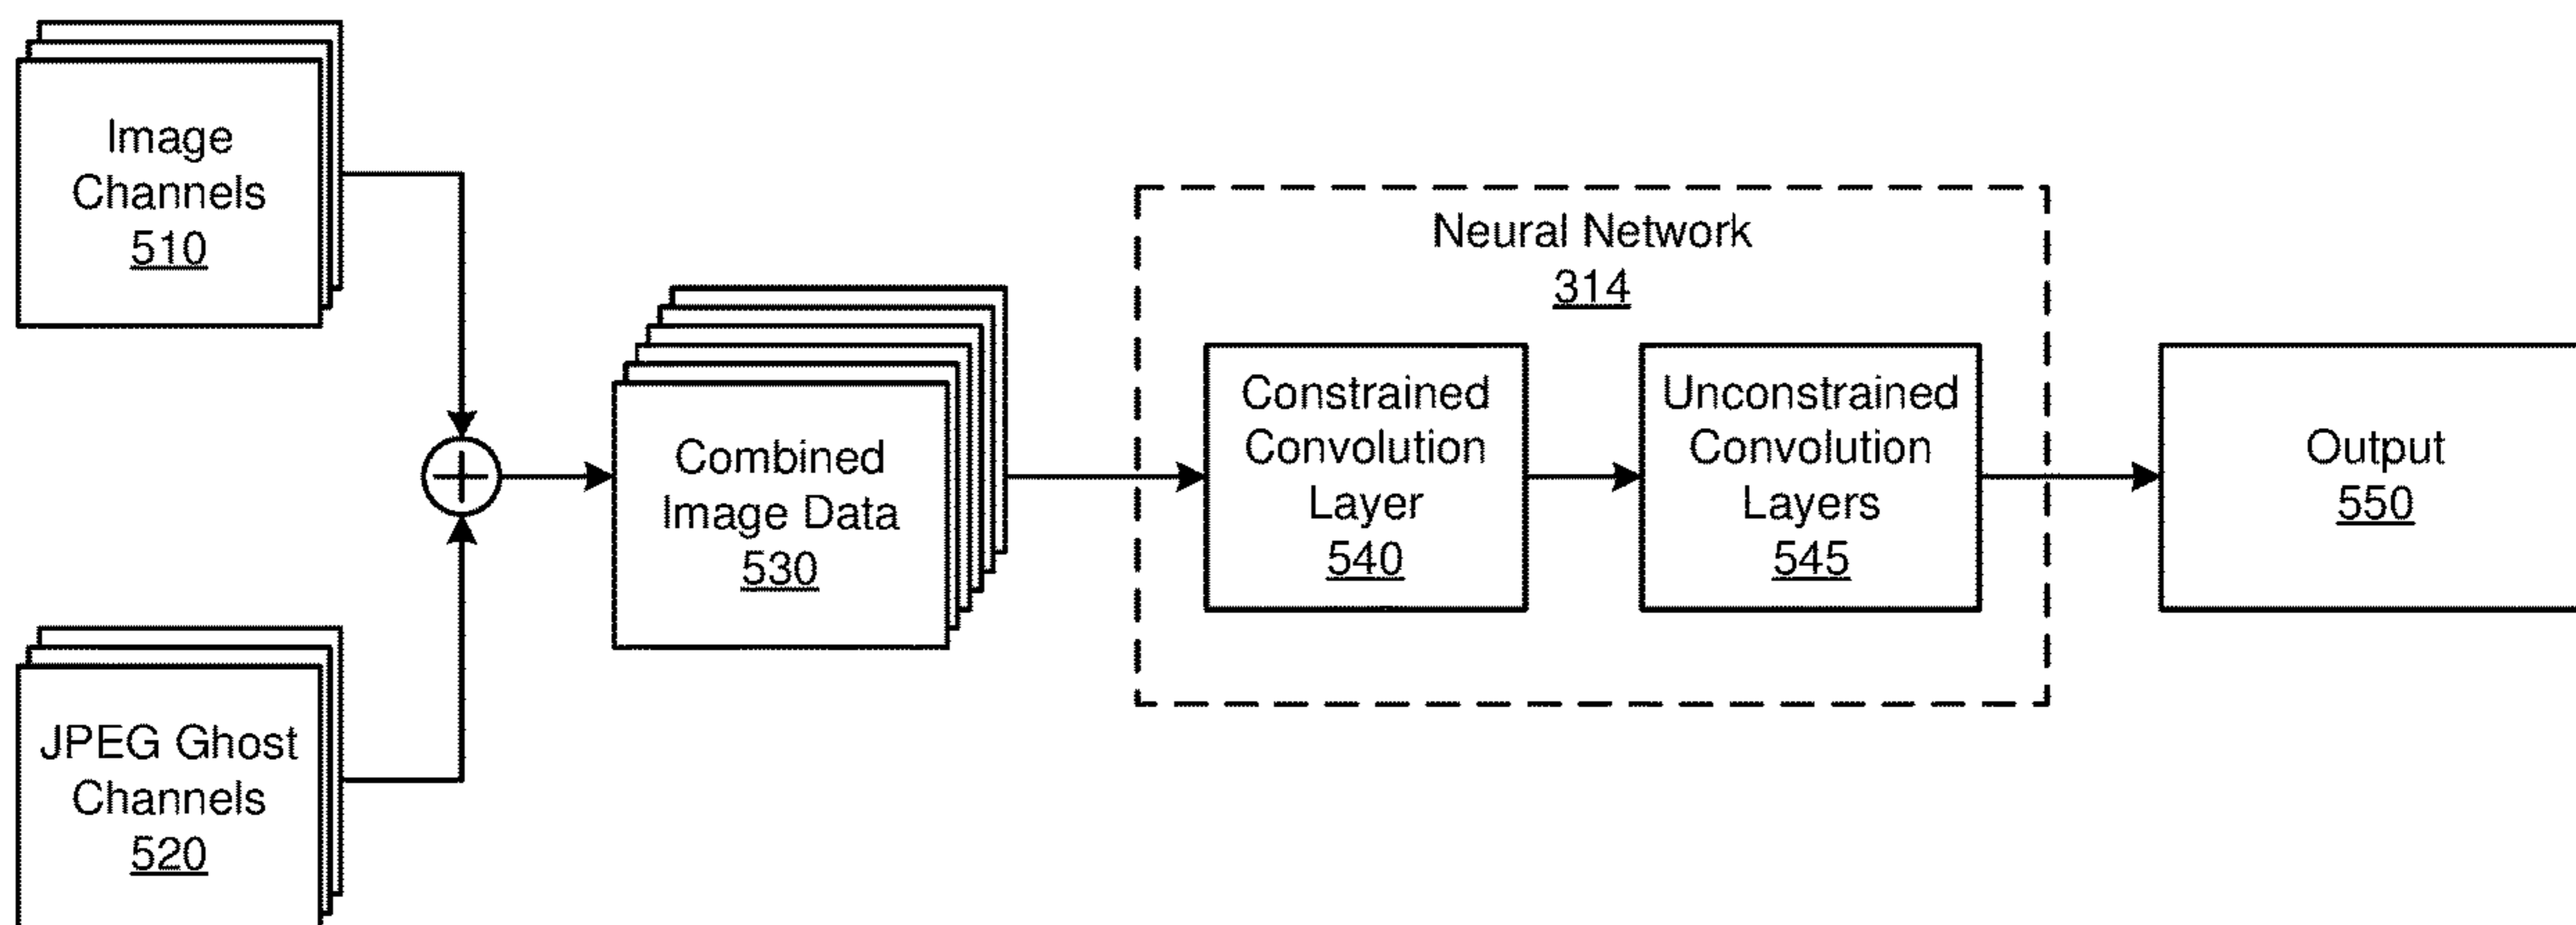 Image
Channels
510
JPEG Ghost
Channels
520
Combined
Image Data
530
Neural Network
314
Constrained
Convolution
Layer
540
Unconstrained
Convolution
Layers
545
Output
550